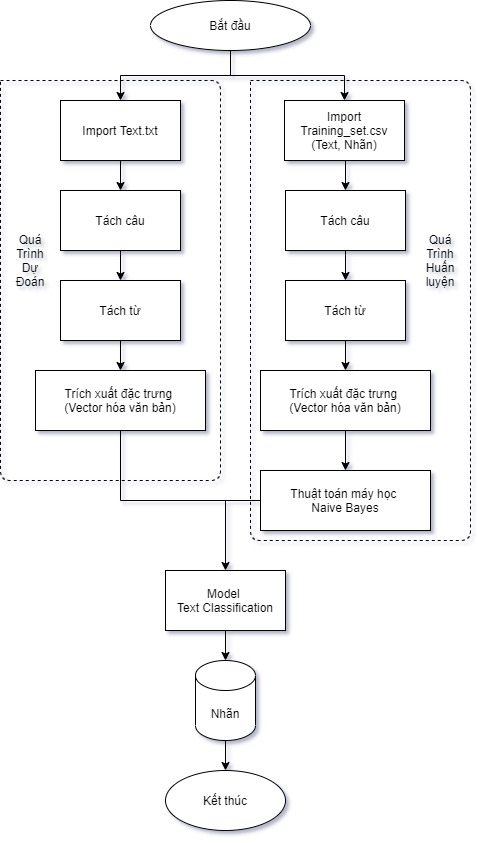 Bắt đầu
Import Text.txt
Tách câu
Tách từ
Trích xuất đặc trưng
(Vector hóa văn bản)
Quá
Trình
Dự
Đoán
Import
Training_set.csv
(Text, Nhãn)
Tách câu
Tách từ
Trích xuất đặc trưng
(Vector hóa văn bản)
Thuật toán máy học
Naive Bayes
Quá
Trình
Huấn
luyện
Model
Text Classification
Nhãn
Kết thúc